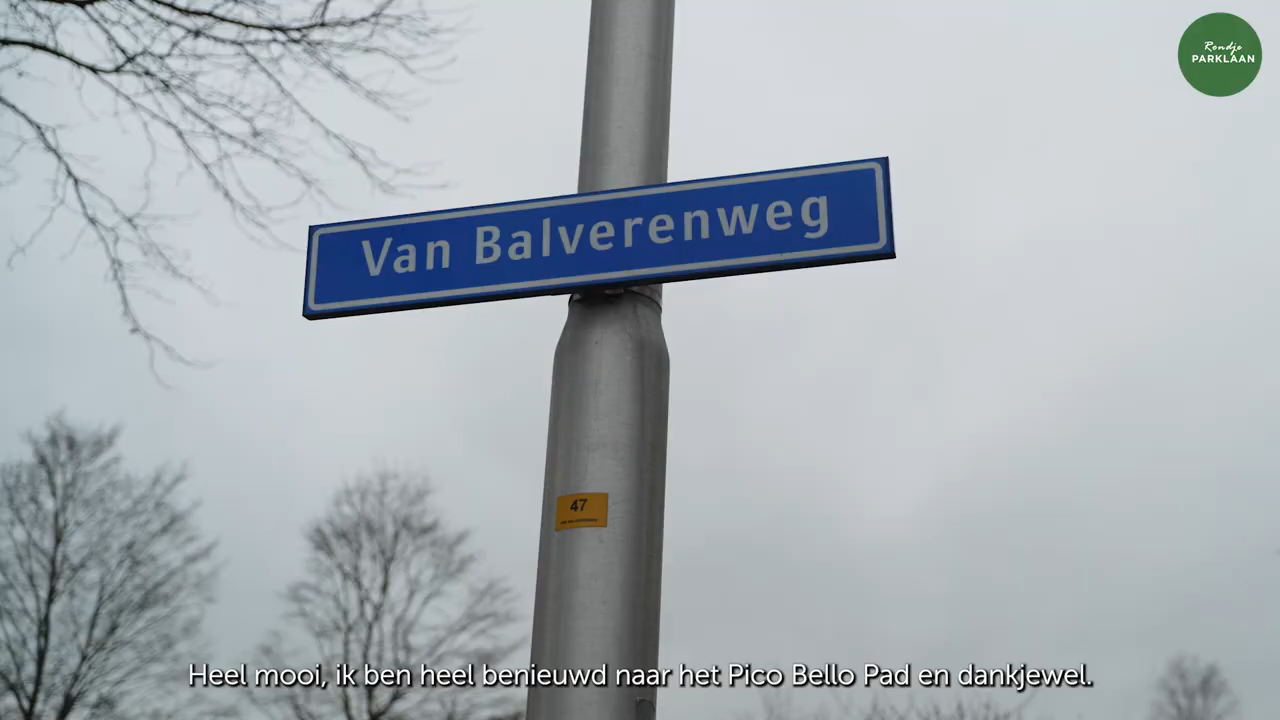 Rondje
PARKLAAN
Van Balverenweg
47
Heel mooi, ik ben heel benieuwd naar het Pico Bello Pad en dankjewel.